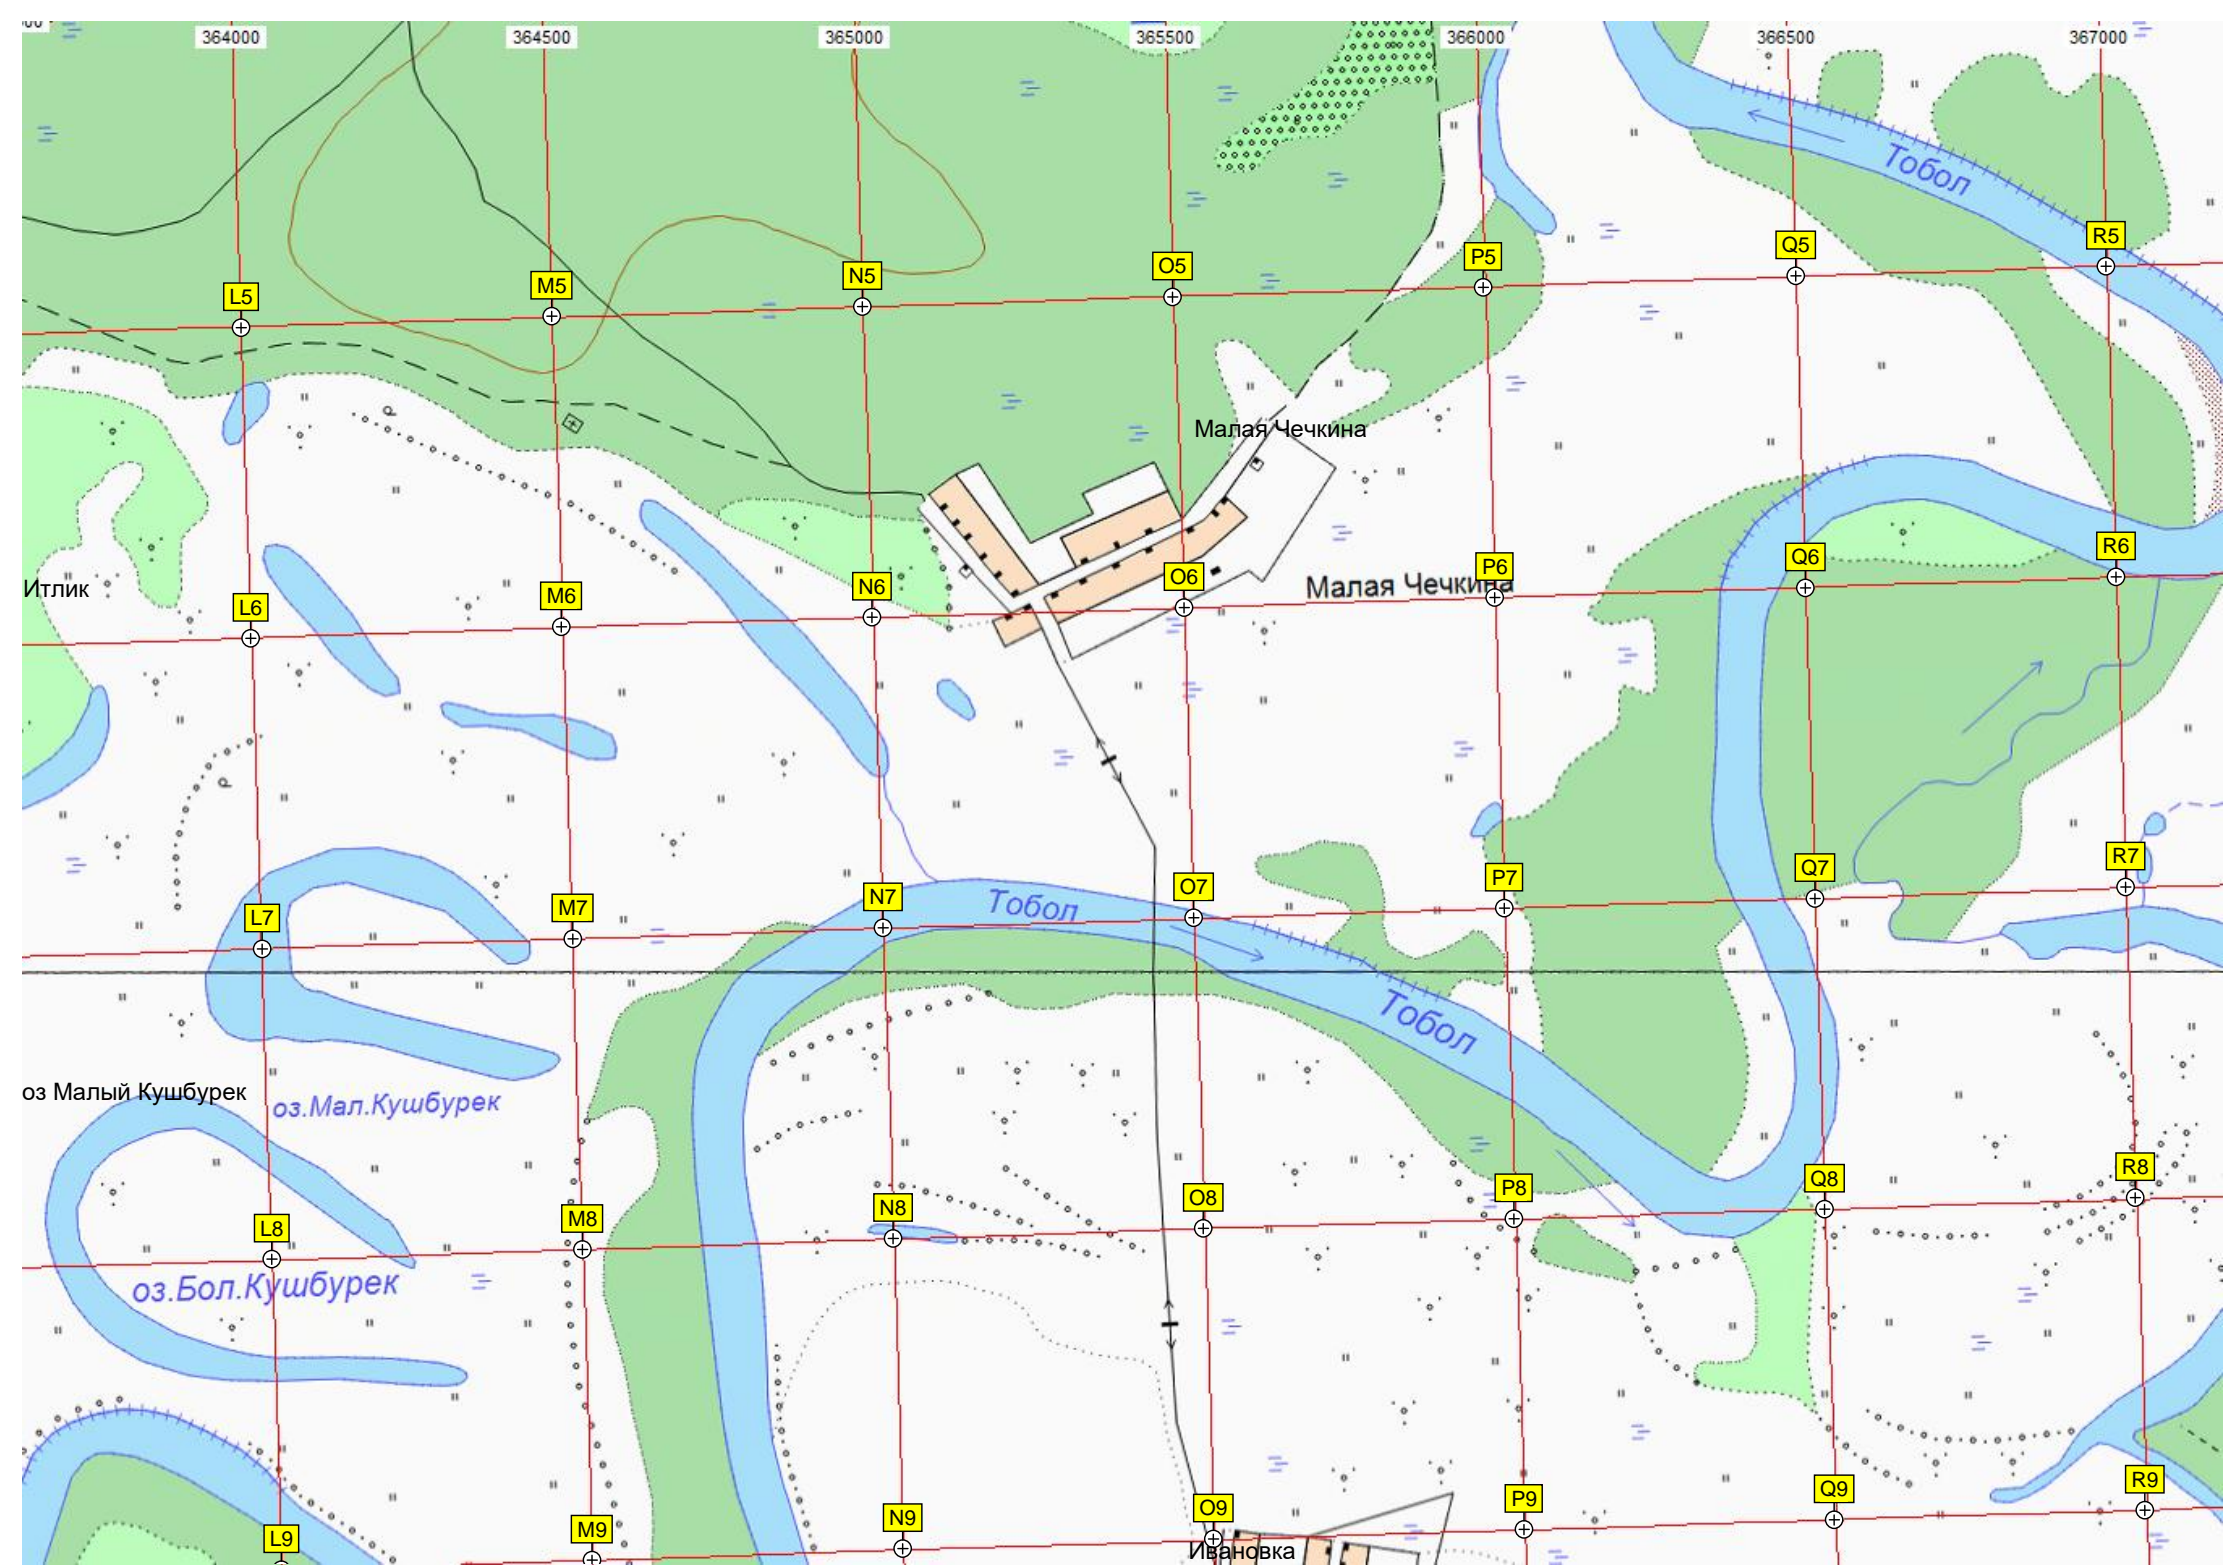 364000 364500 365000 365500 366000 366500 367000
Тобол
L5 M5 N5 O5 P5 Q5 R5
Малая Чечкина
Итлик
L6 M6 N6 O6 P6 Q6 R6
Малая Чечкина
L7 M7 N7 O7 P7 Q7 R7
Тобол
Тобол
оз Малый Кушбурек
оз.Мал.Кушбурек
L8 M8 N8 O8 P8 Q8 R8
оз.Бол.Кушбурек
L9 M9 N9 O9 P9 Q9 R9
Ивановка